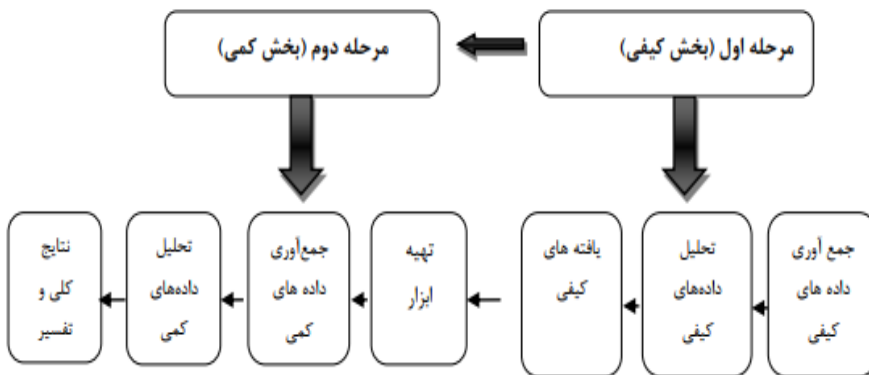 مرحله اول (بخش کیفی)
مرحله دوم (بخش کمی)
جمع آوری
داده های
کیفی
تحلیل
داده‌های
کیفی
یافته های
کیفی
تهیه
ابزار
جمع‌آوری
داده های
کمی
تحلیل
داده‌های
کمی
نتایج
کلی و
تفسیر